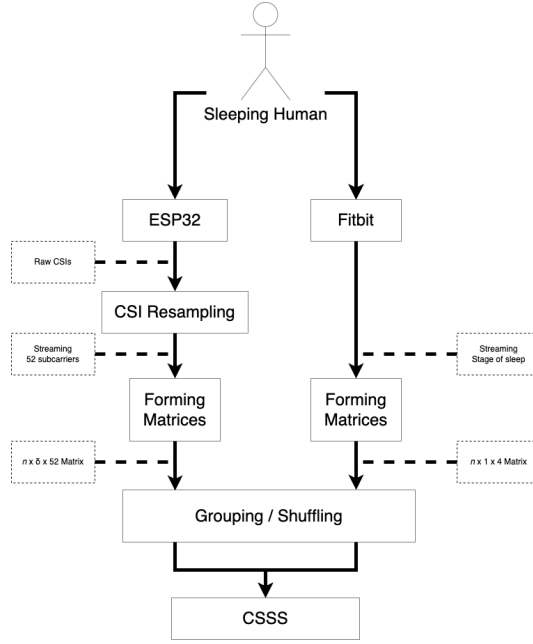 Sleeping Human
ESP32
Fitbit
Raw CSIs
CSI Resampling
Streaming
52 subcarriers
Streaming
Stage of sleep
Forming
Matrices
Forming
Matrices
n x δ x 52 Matrix
n x 1 x 4 Matrix
Grouping / Shuffling
CSSS